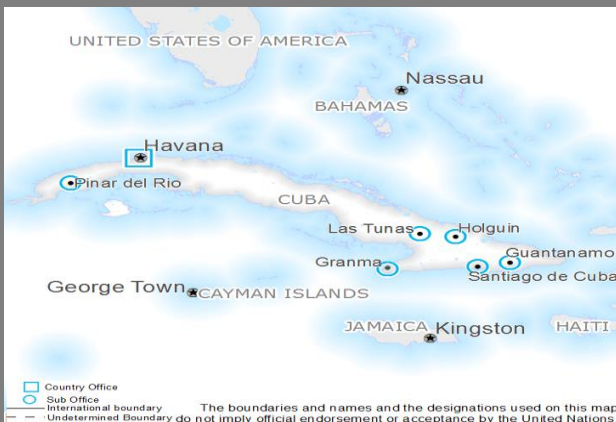 UNITED STATES OF AMERICA
Nassau
BAHAMAS
Havana
Pinar del Rio
CUBA
Las Tunas
Holguin
Granma
Guantanamo
Santiago de Cuba
George Town
CAYMAN ISLANDS
JAMAICA
Kingston
HAITI
Country Office
Sub Office
International boundary
Undetermined Boundary
The boundaries and names and the designations used on this map
do not imply official endorsement or acceptance by the United Nations